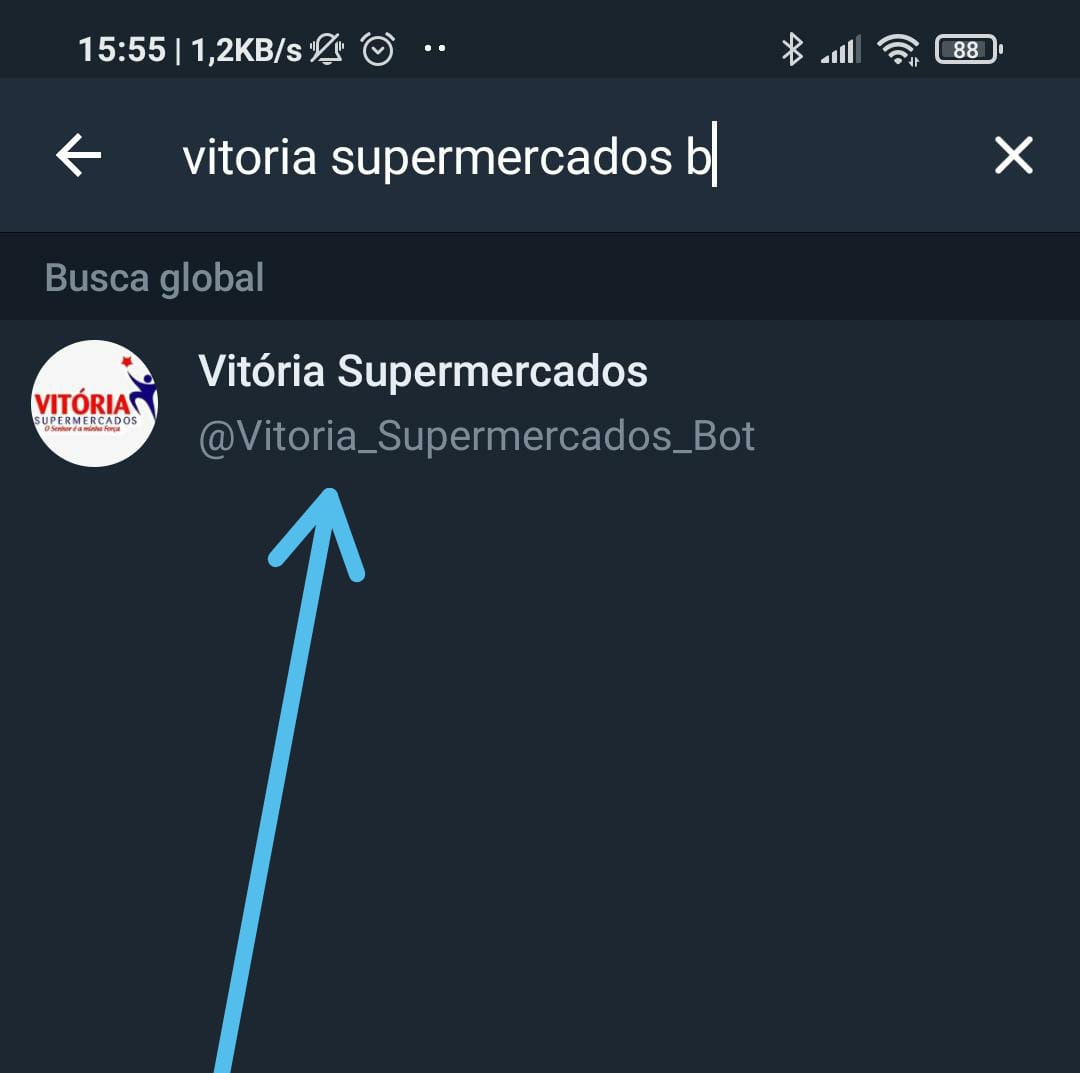 15:55 | 1,2KB/s
88
vitoria supermercados b
Busca global
Vitória Supermercados
@Vitoria_Supermercados_Bot
VITÓRIA
SUPERMERCADOS
O Senhor é a minha Força